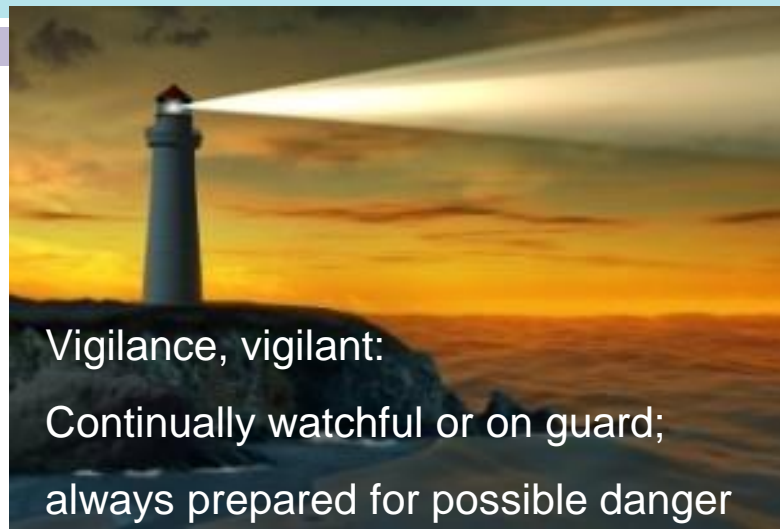 Vigilance, vigilant:
Continually watchful or on guard;
always prepared for possible danger